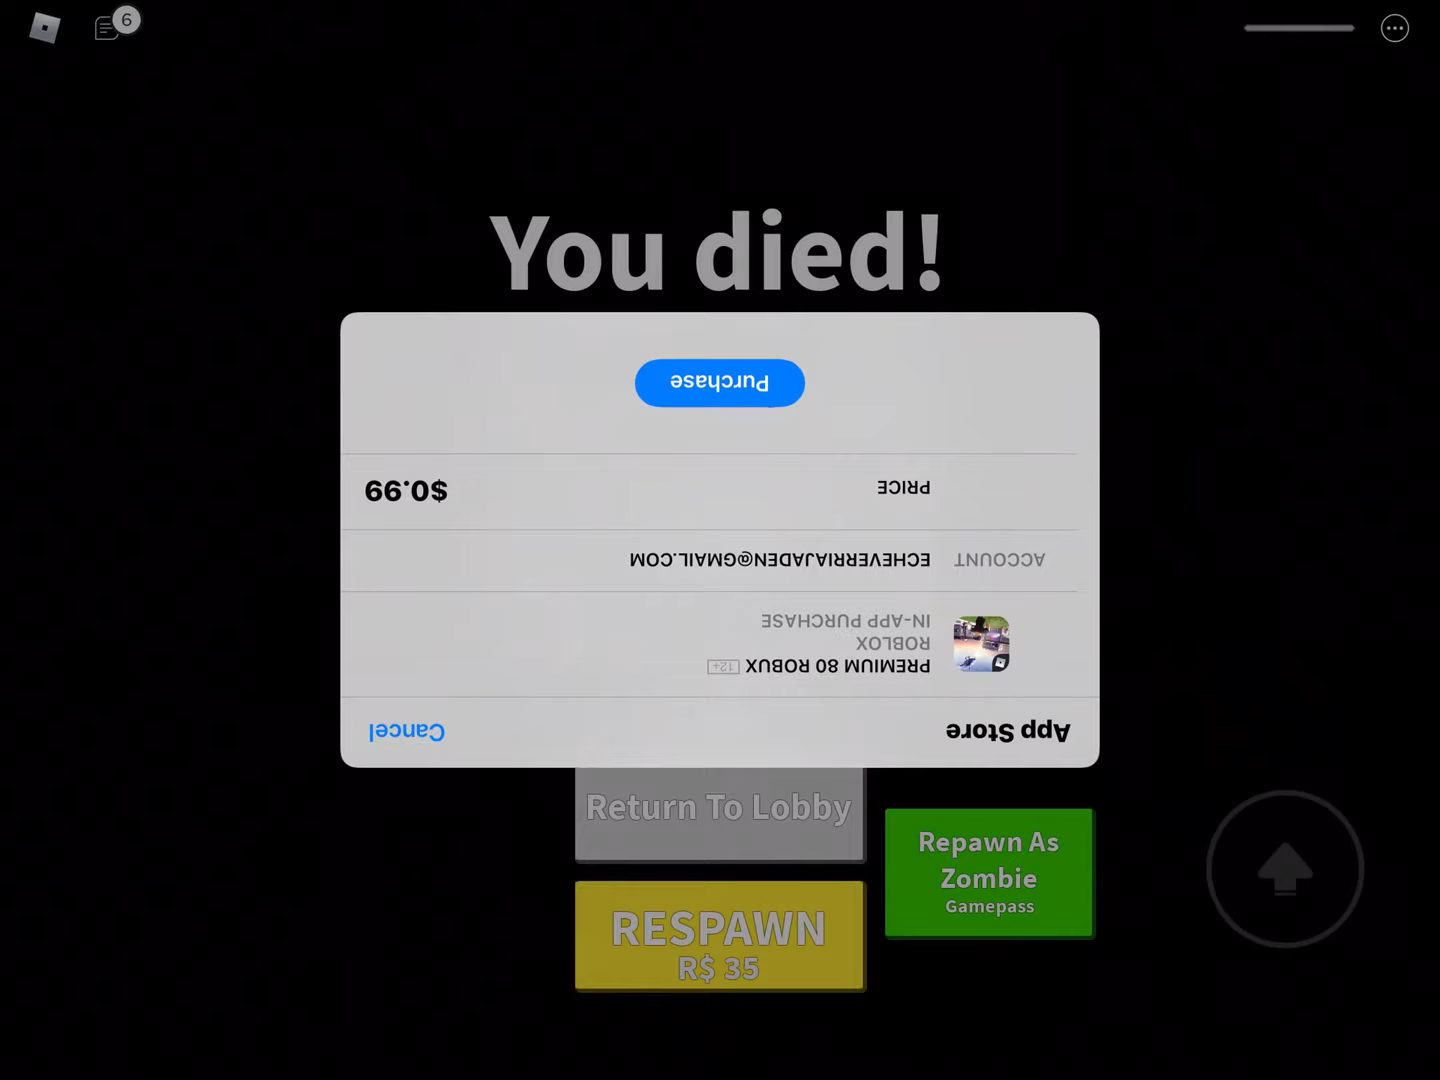 6
You died!
App Store
Cancel
PREMIUM 80 ROBUX 12+
ROBLOX
IN-APP PURCHASE
ACCOUNT ECHEVERRIAJADEN@GMAIL.COM
PRICE $0.99
Purchase
Return To Lobby
Repawn As
Zombie
Gamepass
RESPAWN
R$ 35